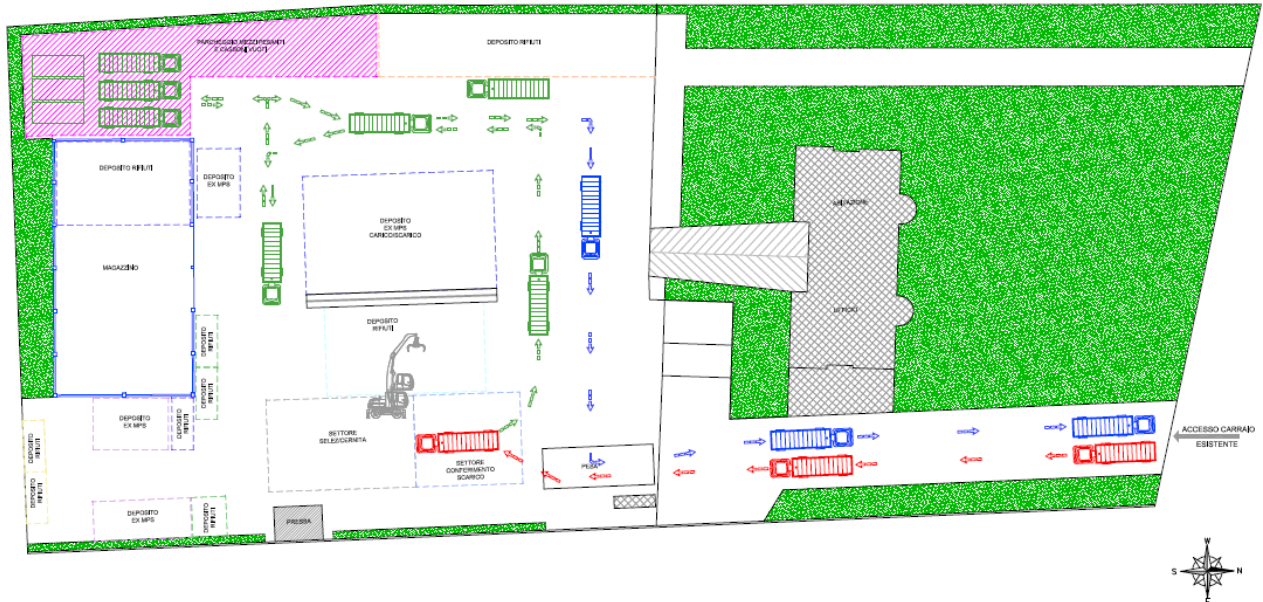 PARCHEGGIO MEZZI PESANTI
E CASSONI VUOTI
DEPOSITO RIFIUTI
DEPOSITO RIFIUTI
DEPOSITO
EX MPS
MAGAZZINO
DEPOSITO
EX MPS
CARICO/SCARICO
DEPOSITO
RIFIUTI
ABITAZIONE
UFFICI
DEPOSITO
RIFIUTI
DEPOSITO
RIFIUTI
DEPOSITO
EX MPS
DEPOSITO
RIFIUTI
SETTORE
SELEZ/CERNITA
SETTORE
CONFERIMENTO
SCARICO
PESA
ACCESSO CARRAIO
ESISTENTE
DEPOSITO
RIFIUTI
DEPOSITO
RIFIUTI
DEPOSITO
EX MPS
DEPOSITO
RIFIUTI
PRESSA
W
S
N
E